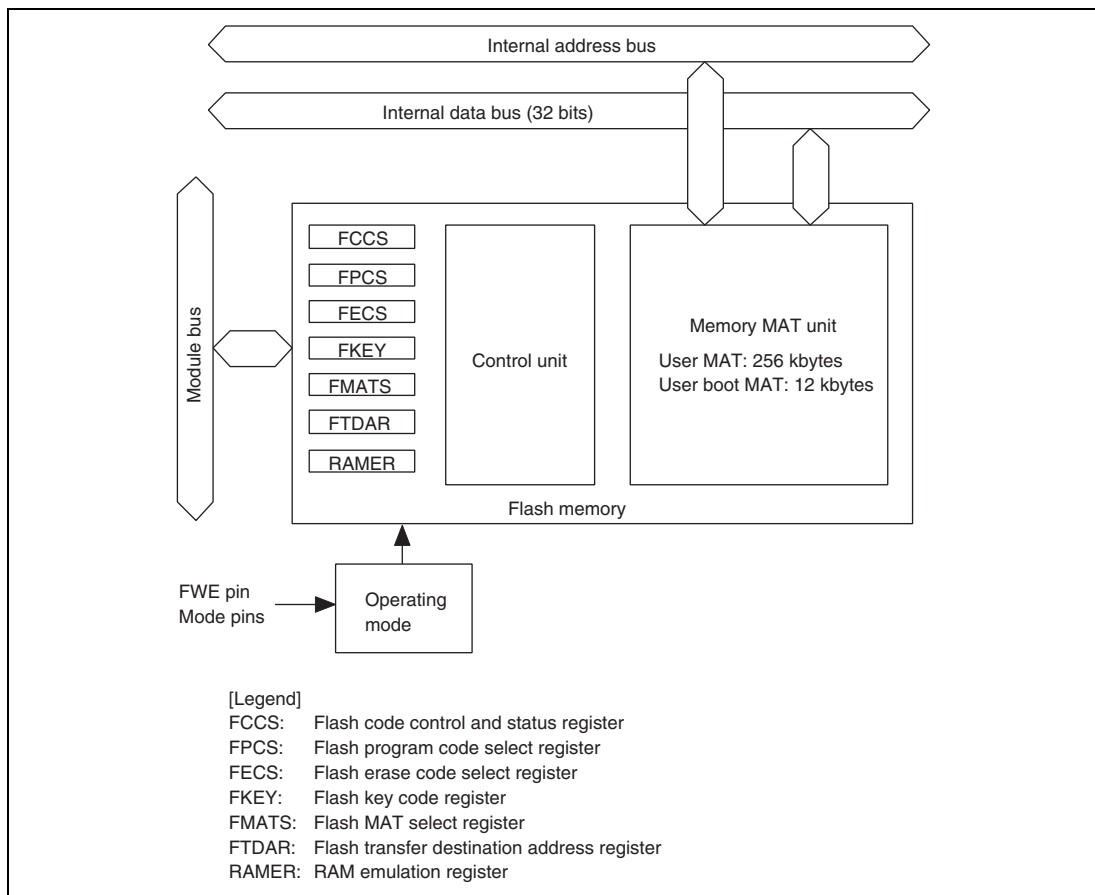 Internal address bus
Internal data bus (32 bits)
Module bus
FCCS
FPCS
FECS
FKEY
FMATS
FTDAR
RAMER
Control unit
Memory MAT unit
User MAT: 256 kbytes
User boot MAT: 12 kbytes
Flash memory
FWE pin
Mode pins
Operating
mode
[Legend]
FCCS: Flash code control and status register
FPCS: Flash program code select register
FECS: Flash erase code select register
FKEY: Flash key code register
FMATS: Flash MAT select register
FTDAR: Flash transfer destination address register
RAMER: RAM emulation register